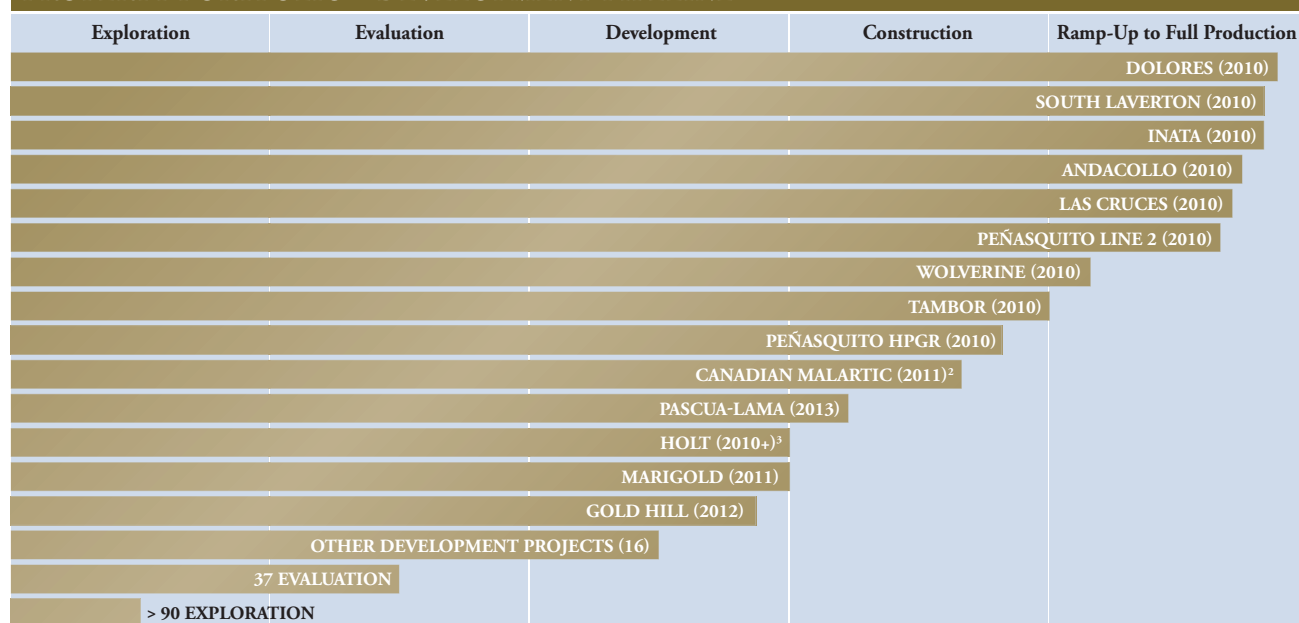 Exploration Evaluation Development Construction Ramp-Up to Full Production
DOLORES (2010)
SOUTH LAVERTON (2010)
INATA (2010)
ANDACOLLO (2010)
LAS CRUCES (2010)
PEÑASQUITO LINE 2 (2010)
WOLVERINE (2010)
TAMBOR (2010)
PEÑASQUITO HPGR (2010)
CANADIAN MALARTIC (2011)²
PASCUA-LAMA (2013)
HOLT (2010+)³
MARIGOLD (2011)
GOLD HILL (2012)
OTHER DEVELOPMENT PROJECTS (16)
37 EVALUATION
> 90 EXPLORATION